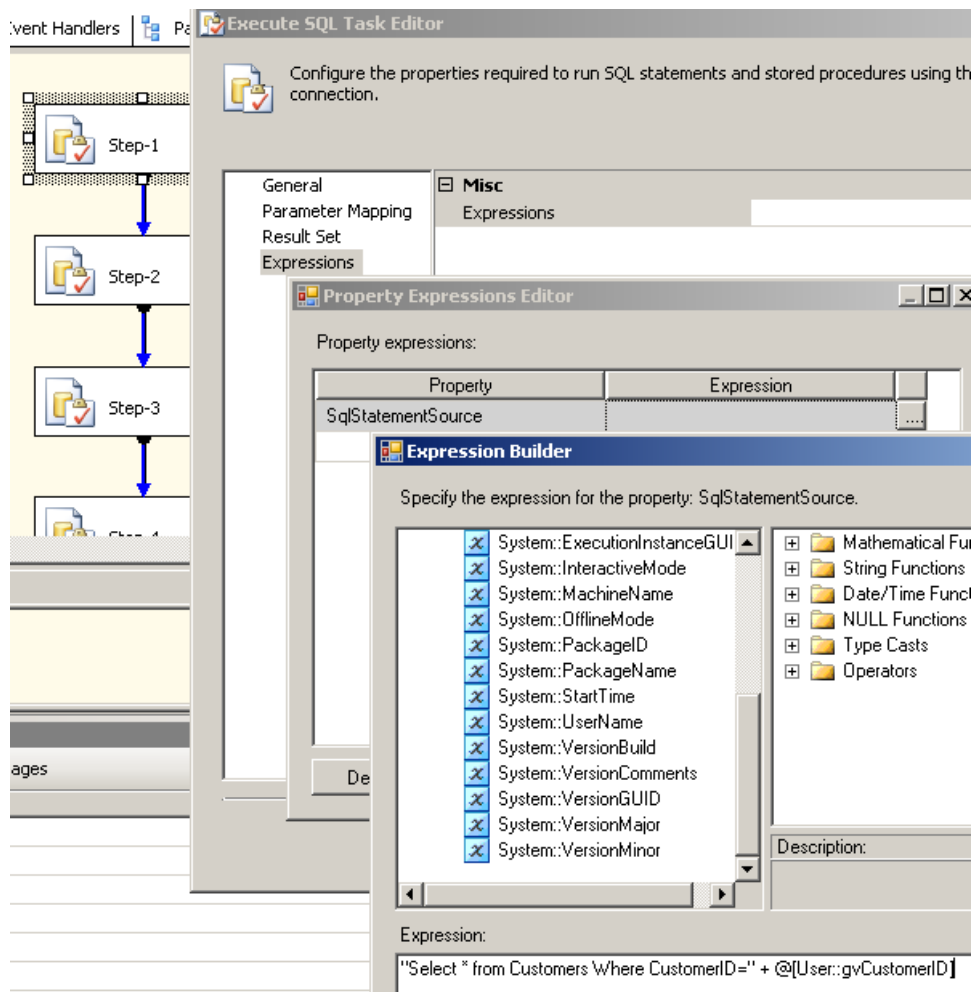 Event Handlers
Pa
Execute SQL Task Editor
Configure the properties required to run SQL statements and stored procedures using th
connection.
Step-1
Step-2
Step-3
General
Parameter Mapping
Result Set
Expressions
Misc
Expressions
Property Expressions Editor
Property expressions:
Property Expression
SqlStatementSource ....
Expression Builder
Specify the expression for the property: SqlStatementSource.
System::ExecutionInstanceGUI
System::InteractiveMode
System::MachineName
System::OfflineMode
System::PackageID
System::PackageName
System::StartTime
System::UserName
System::VersionBuild
System::VersionComments
System::VersionGUID
System::VersionMajor
System::VersionMinor
Mathematical Fu
String Functions
Date/Time Funct
NULL Functions
Type Casts
Operators
Description:
ages
De
Expression:
"Select * from Customers Where CustomerID=" + @[User::gvCustomerID]